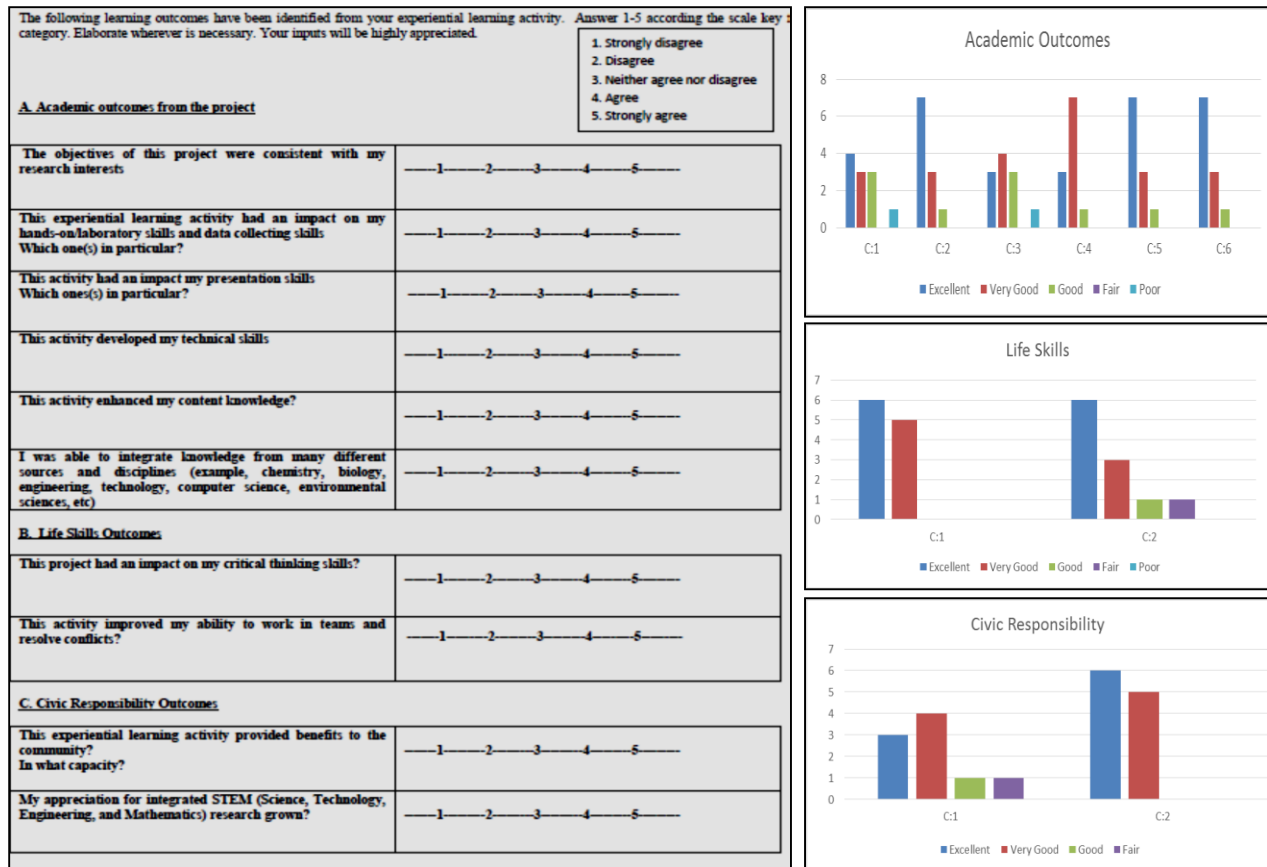 The following learning outcomes have been identified from your experiential learning activity. Answer 1-5 according the scale key
category. Elaborate wherever is necessary. Your inputs will be highly appreciated.
1. Strongly disagree
2. Disagree
3. Neither agree nor disagree
4. Agree
5. Strongly agree
A. Academic outcomes from the project
The objectives of this project were consistent with my
research interests
-------1---------2---------3---------4---------5---------
This experiential learning activity had an impact on my
hands-on/laboratory skills and data collecting skills
Which one(s) in particular?
-------1---------2---------3---------4---------5---------
This activity had an impact my presentation skills
Which ones(s) in particular?
-------1---------2---------3---------4---------5---------
This activity developed my technical skills
-------1---------2---------3---------4---------5---------
This activity enhanced my content knowledge?
-------1---------2---------3---------4---------5---------
I was able to integrate knowledge from many different
sources and disciplines (example, chemistry, biology,
engineering, technology, computer science, environmental
sciences, etc)
-------1---------2---------3---------4---------5---------
B. Life Skills Outcomes
This project had an impact on my critical thinking skills?
-------1---------2---------3---------4---------5---------
This activity improved my ability to work in teams and
resolve conflicts?
-------1---------2---------3---------4---------5---------
C. Civic Responsibility Outcomes
This experiential learning activity provided benefits to the
community?
In what capacity?
-------1---------2---------3---------4---------5---------
My appreciation for integrated STEM (Science, Technology,
Engineering, and Mathematics) research grown?
-------1---------2---------3---------4---------5---------
Academic Outcomes
8
6
4
2
0
C:1 C:2 C:3 C:4 C:5 C:6
Excellent Very Good Good Fair Poor
Life Skills
7
6
5
4
3
2
1
0
C:1 C:2
Excellent Very Good Good Fair Poor
Civic Responsibility
7
6
5
4
3
2
1
0
C:1 C:2
Excellent Very Good Good Fair